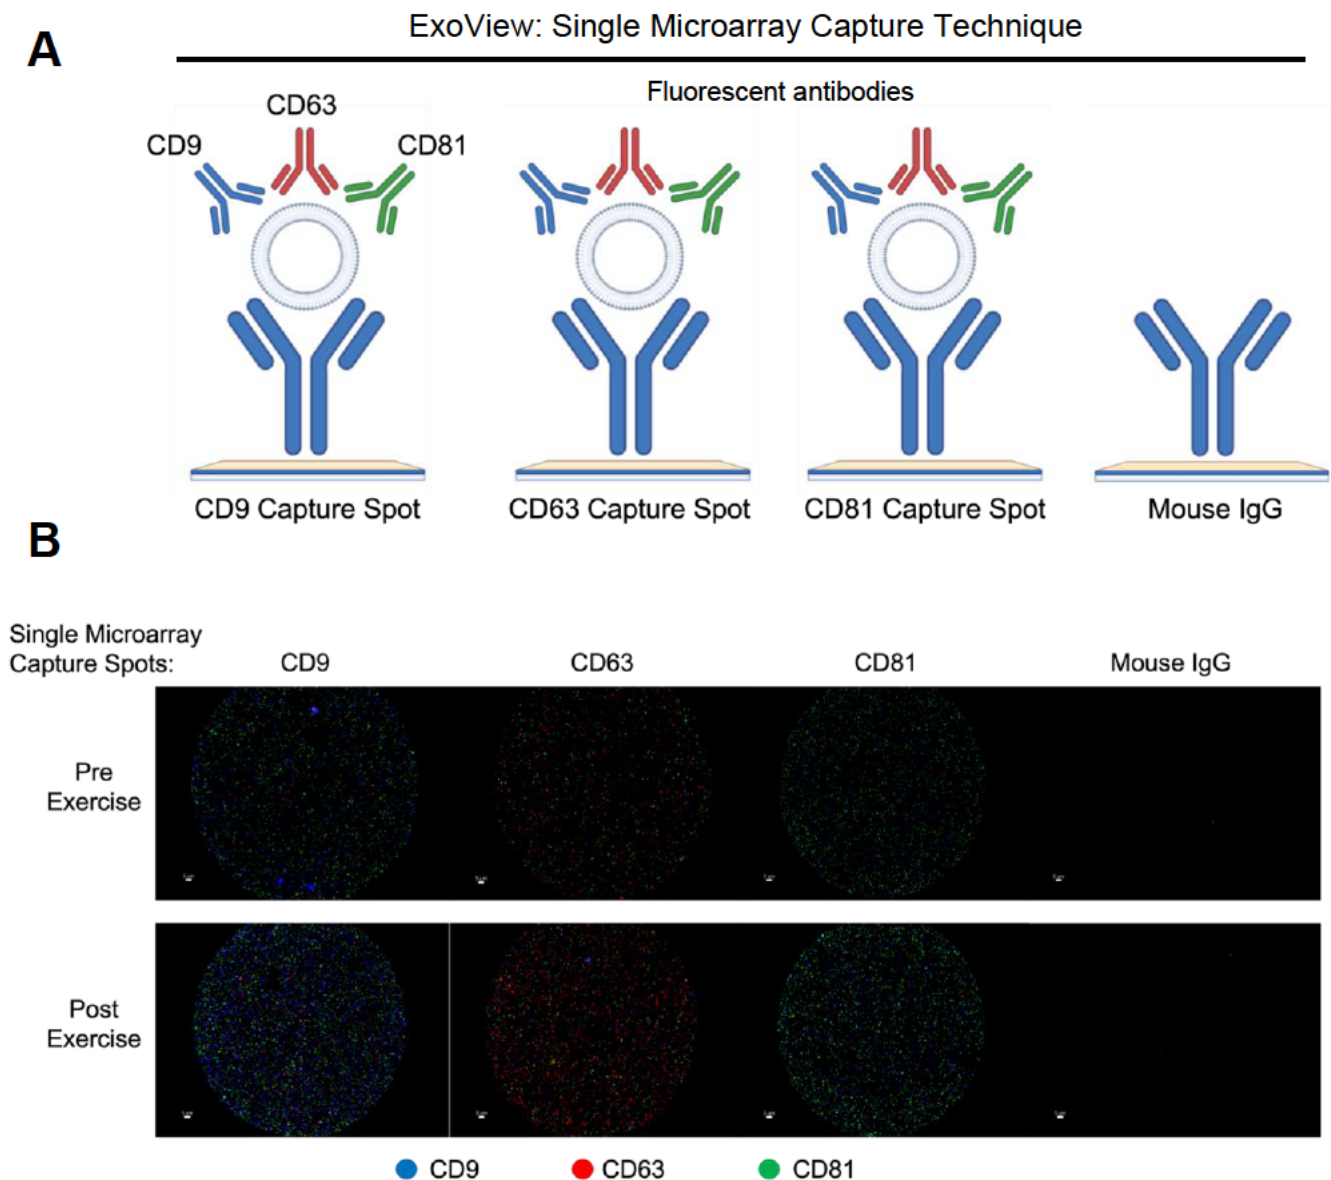 A
ExoView: Single Microarray Capture Technique
Fluorescent antibodies
CD63
CD9
CD81
CD9 Capture Spot
CD63 Capture Spot
CD81 Capture Spot
Mouse IgG
B
Single Microarray
Capture Spots:
CD9
CD63
CD81
Mouse IgG
Pre
Exercise
Post
Exercise
CD9
CD63
CD81